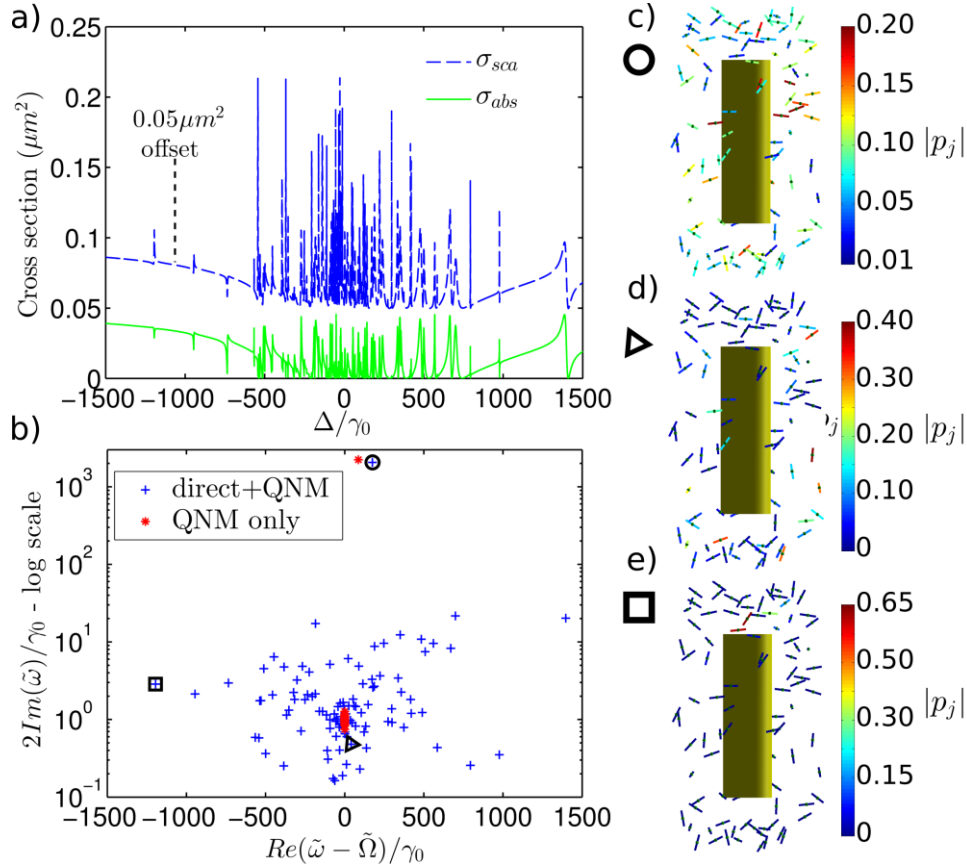 a)
0.25
0.2
0.15
0.1
0.05
0
Cross section (μm²)
σ_sca
σ_abs
0.05μm²
offset
−1500
−1000
−500
0
500
1000
1500
Δ/γ₀
b)
10³
10²
10¹
10⁰
10⁻¹
2Im(ω̃)/γ₀ - log scale
direct+QNM
QNM only
−1500
−1000
−500
0
500
1000
1500
Re(ω̃ − Ω̃)/γ₀
c)
0.20
0.15
0.10
0.05
0.01
|p_j|
d)
0.40
0.30
0.20
0.10
0
|p_j|
e)
0.65
0.45
0.30
0.15
0
|p_j|